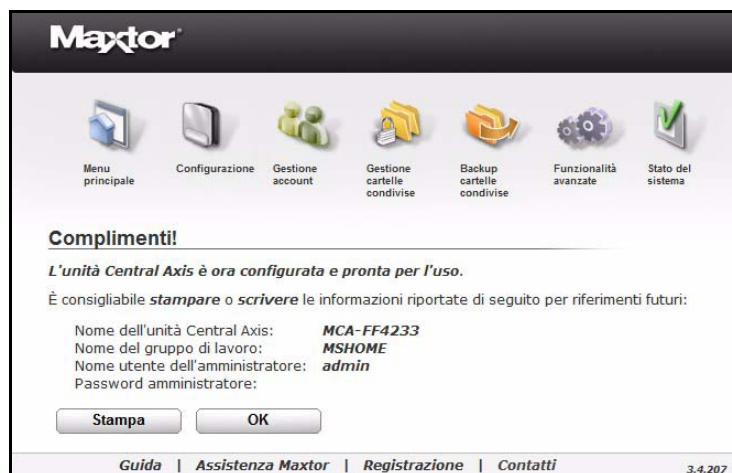 Maxtor
Menu
principale
Configurazione
Gestione
account
Gestione
cartelle
condivise
Backup
cartelle
condivise
Funzionalità
avanzate
Stato del
sistema
Complimenti!
L'unità Central Axis è ora configurata e pronta per l'uso.
È consigliabile stampare o scrivere le informazioni riportate di seguito per riferimenti futuri:
Nome dell'unità Central Axis: MCA-FF4233
Nome del gruppo di lavoro: MSHOME
Nome utente dell'amministratore: admin
Password amministratore:
Stampa OK
Guida | Assistenza Maxtor | Registrazione | Contatti 3.4.207